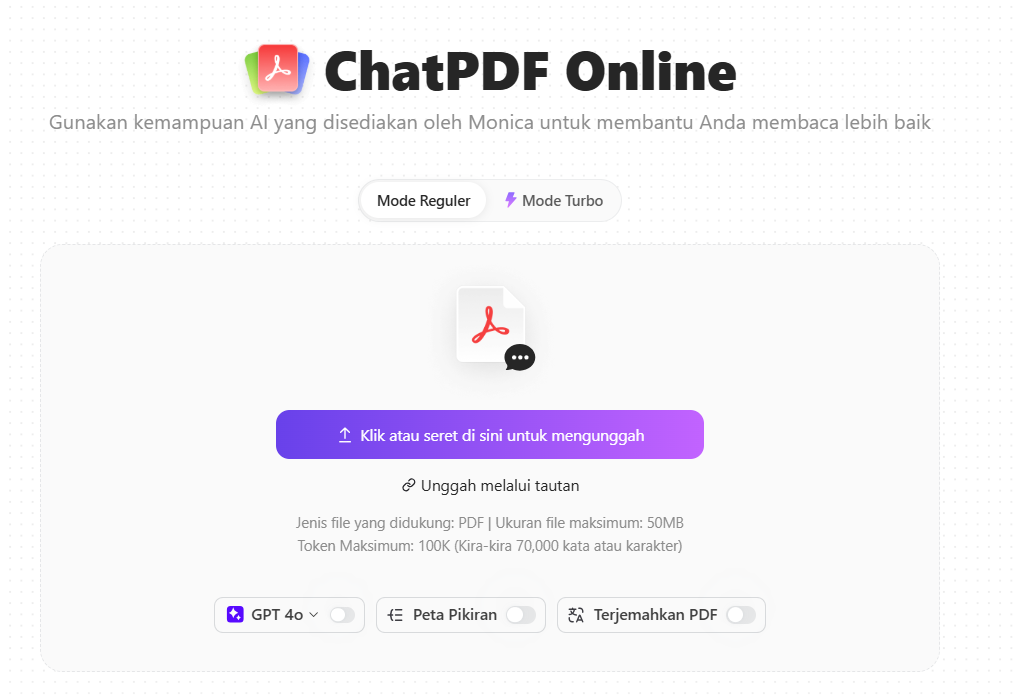 ChatPDF Online
Gunakan kemampuan AI yang disediakan oleh Monica untuk membantu Anda membaca lebih baik
Mode Reguler
Mode Turbo
Klik atau seret di sini untuk mengunggah
Unggah melalui tautan
Jenis file yang didukung: PDF | Ukuran file maksimum: 50MB
Token Maksimum: 100K (Kira-kira 70,000 kata atau karakter)
GPT 4o
Peta Pikiran
Terjemahkan PDF